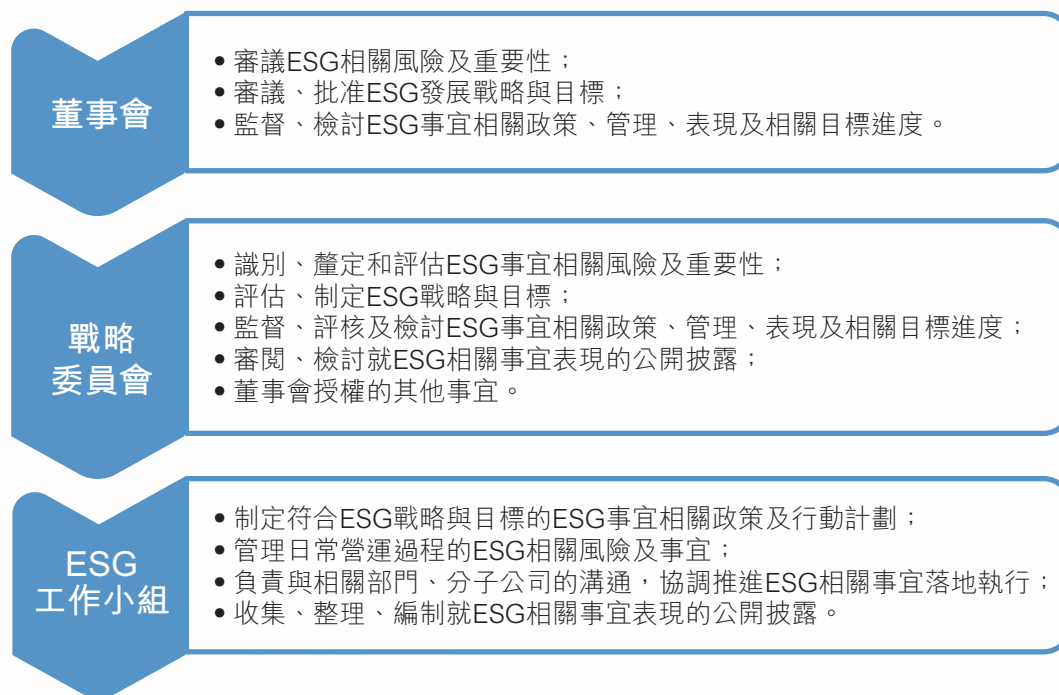 董事會
•審議ESG相關風險及重要性；
•審議、批准ESG發展戰略與目標；
•監督、檢討ESG事宜相關政策、管理、表現及相關目標進度。
戰略
委員會
•識別、釐定和評估ESG事宜相關風險及重要性；
•評估、制定ESG戰略與目標；
•監督、評核及檢討ESG事宜相關政策、管理、表現及相關目標進度；
•審閱、檢討就ESG相關事宜表現的公開披露；
•董事會授權的其他事宜。
ESG
工作小組
•制定符合ESG戰略與目標的ESG事宜相關政策及行動計劃；
•管理日常營運過程的ESG相關風險及事宜；
•負責與相關部門、分子公司的溝通，協調推進ESG相關事宜落地執行；
•收集、整理、編制就ESG相關事宜表現的公開披露。